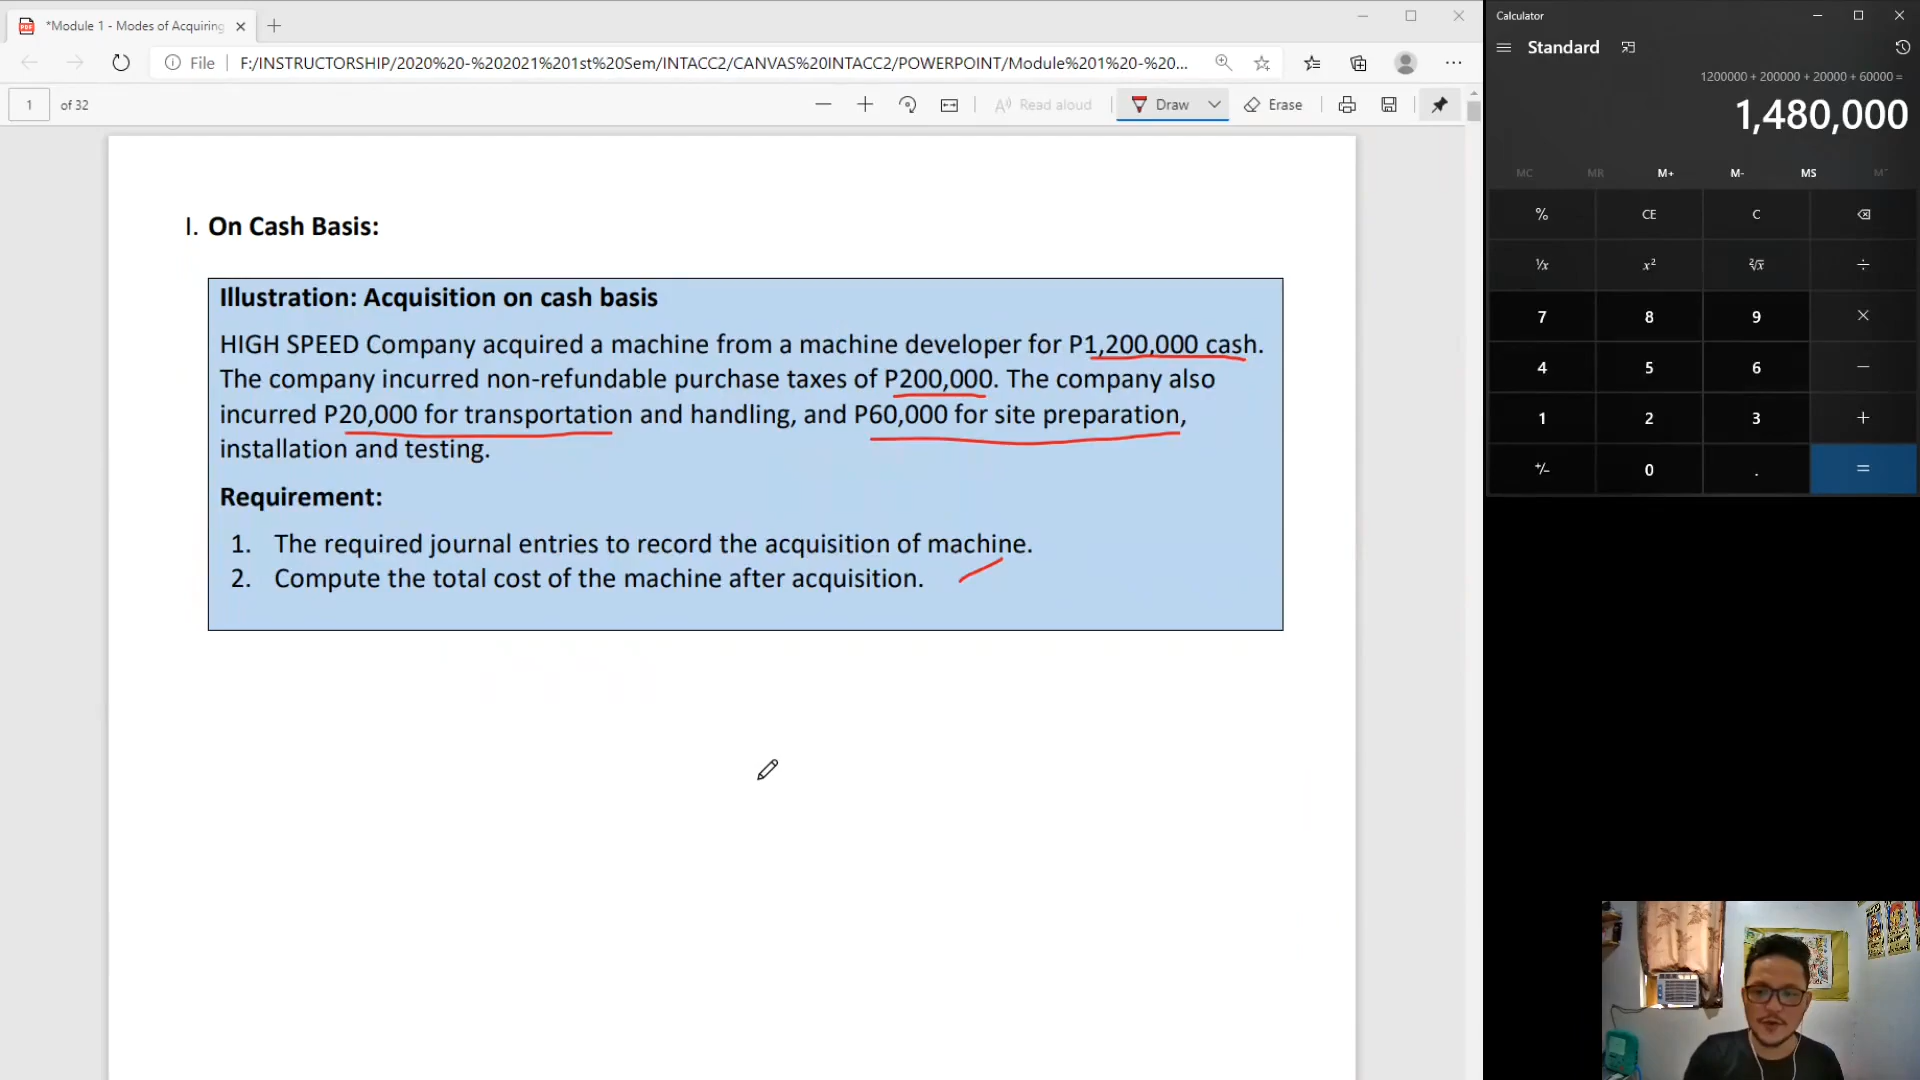 *Module 1 - Modes of Acquiring
File
F:/INSTRUCTORSHIP/2020%20-%202021%201st%20Sem/INTACC2/CANVAS%20INTACC2/POWERPOINT/Module%201%20-%20...
1 of 32
Read aloud
Draw
Erase
I. On Cash Basis:
Illustration: Acquisition on cash basis
HIGH SPEED Company acquired a machine from a machine developer for P1,200,000 cash.
The company incurred non-refundable purchase taxes of P200,000. The company also
incurred P20,000 for transportation and handling, and P60,000 for site preparation,
installation and testing.
Requirement:
1. The required journal entries to record the acquisition of machine.
2. Compute the total cost of the machine after acquisition.
Calculator
Standard
1200000 + 200000 + 20000 + 60000 =
1,480,000
MC MR M+ M- MS M˅
% CE C
¹/x x² ²√x ÷
7 8 9 ×
4 5 6 −
1 2 3 +
+/- 0 . =